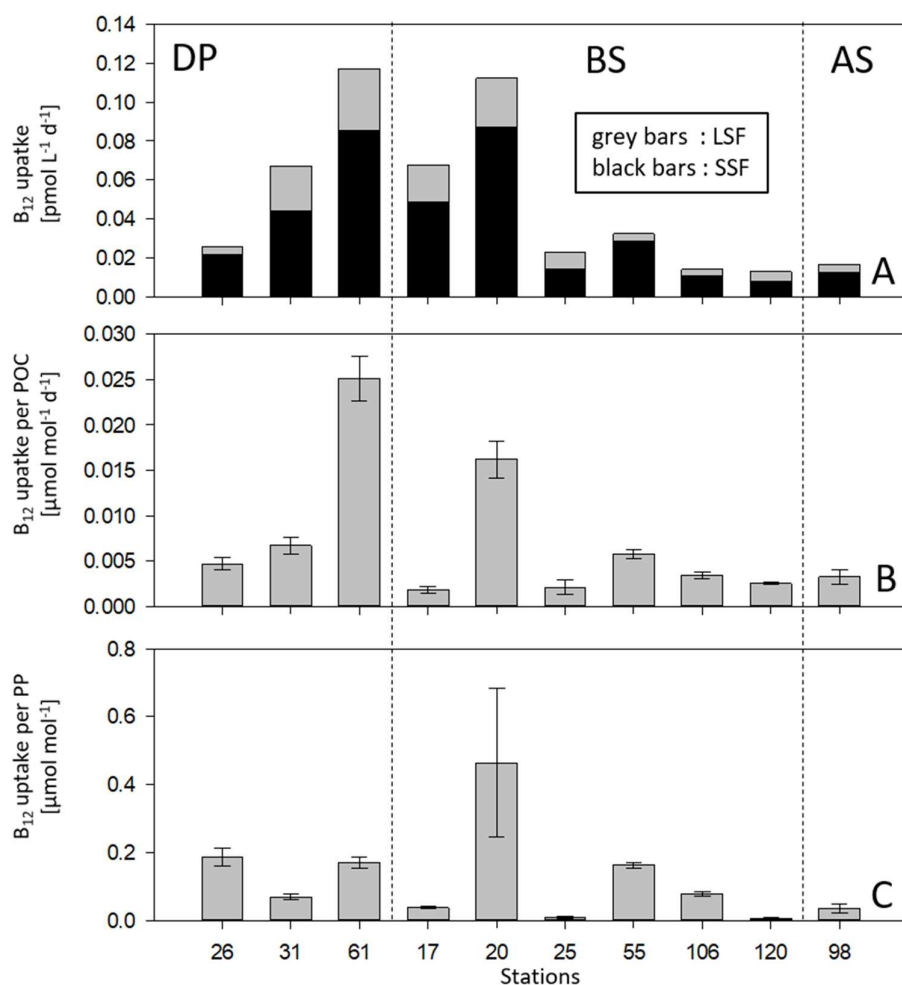 DP BS AS
grey bars : LSF
black bars : SSF
B₁₂ upatke
[pmol L⁻¹ d⁻¹]
0.14
0.12
0.10
0.08
0.06
0.04
0.02
0.00
A
B₁₂ upatke per POC
[µmol mol⁻¹ d⁻¹]
0.030
0.025
0.020
0.015
0.010
0.005
0.000
B
B₁₂ uptake per PP
[µmol mol⁻¹]
0.8
0.6
0.4
0.2
0.0
C
26 31 61 17 20 25 55 106 120 98
Stations